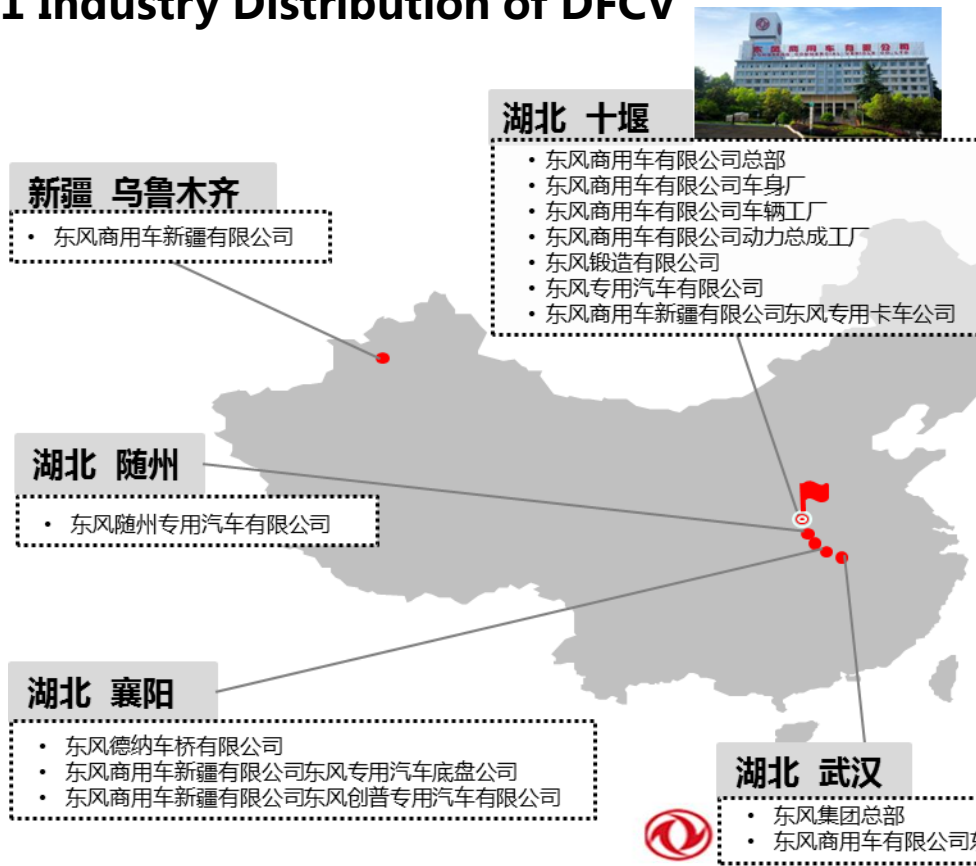 1 Industry Distribution of DFCV
东风商用车有限公司
湖北 十堰
• 东风商用车有限公司总部
• 东风商用车有限公司车身厂
• 东风商用车有限公司车辆工厂
• 东风商用车有限公司动力总成工厂
• 东风锻造有限公司
• 东风专用汽车有限公司
• 东风商用车新疆有限公司东风专用卡车公司
新疆 乌鲁木齐
• 东风商用车新疆有限公司
湖北 随州
• 东风随州专用汽车有限公司
湖北 襄阳
• 东风德纳车桥有限公司
• 东风商用车新疆有限公司东风专用汽车底盘公司
• 东风商用车新疆有限公司东风创普专用汽车有限公司
湖北 武汉
• 东风集团总部
• 东风商用车有限公司